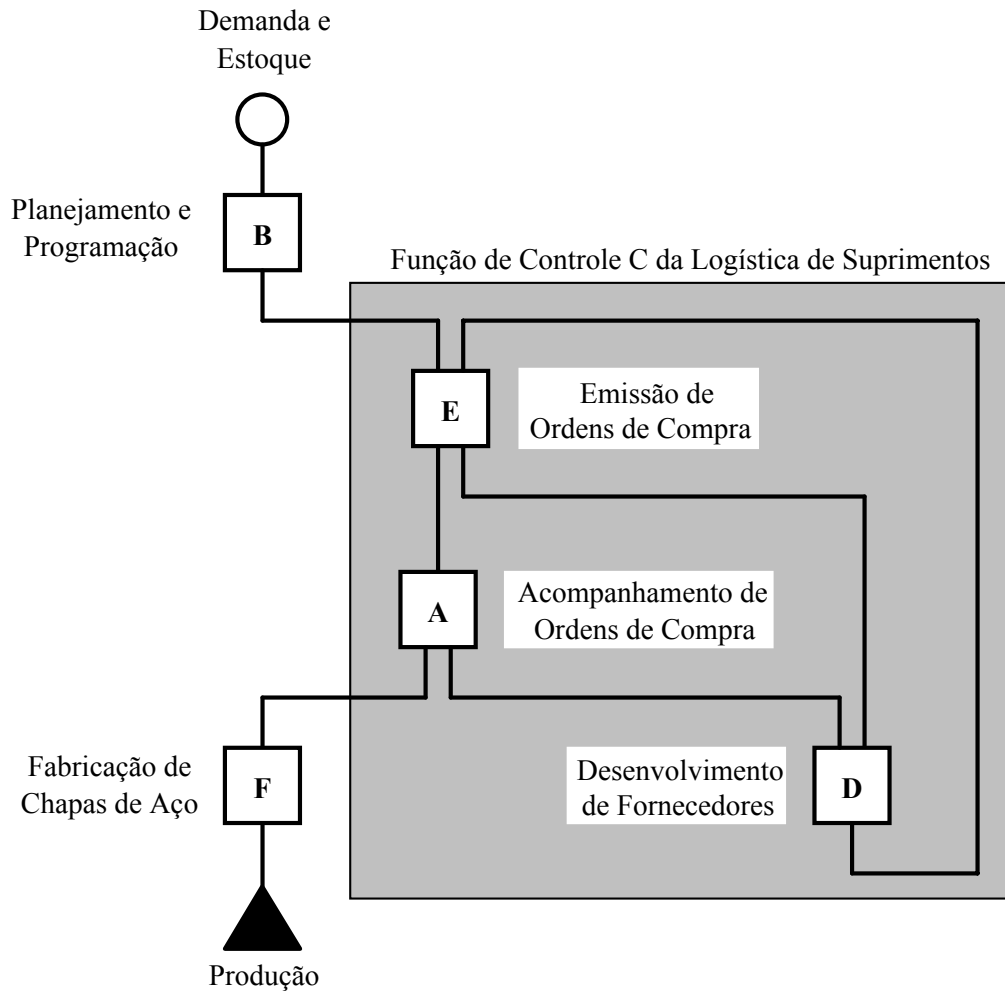 Demanda e
Estoque
Planejamento e
Programação
B
Função de Controle C da Logística de Suprimentos
E
Emissão de
Ordens de Compra
A
Acompanhamento de
Ordens de Compra
Fabricação de
Chapas de Aço
F
Desenvolvimento
de Fornecedores
D
Produção